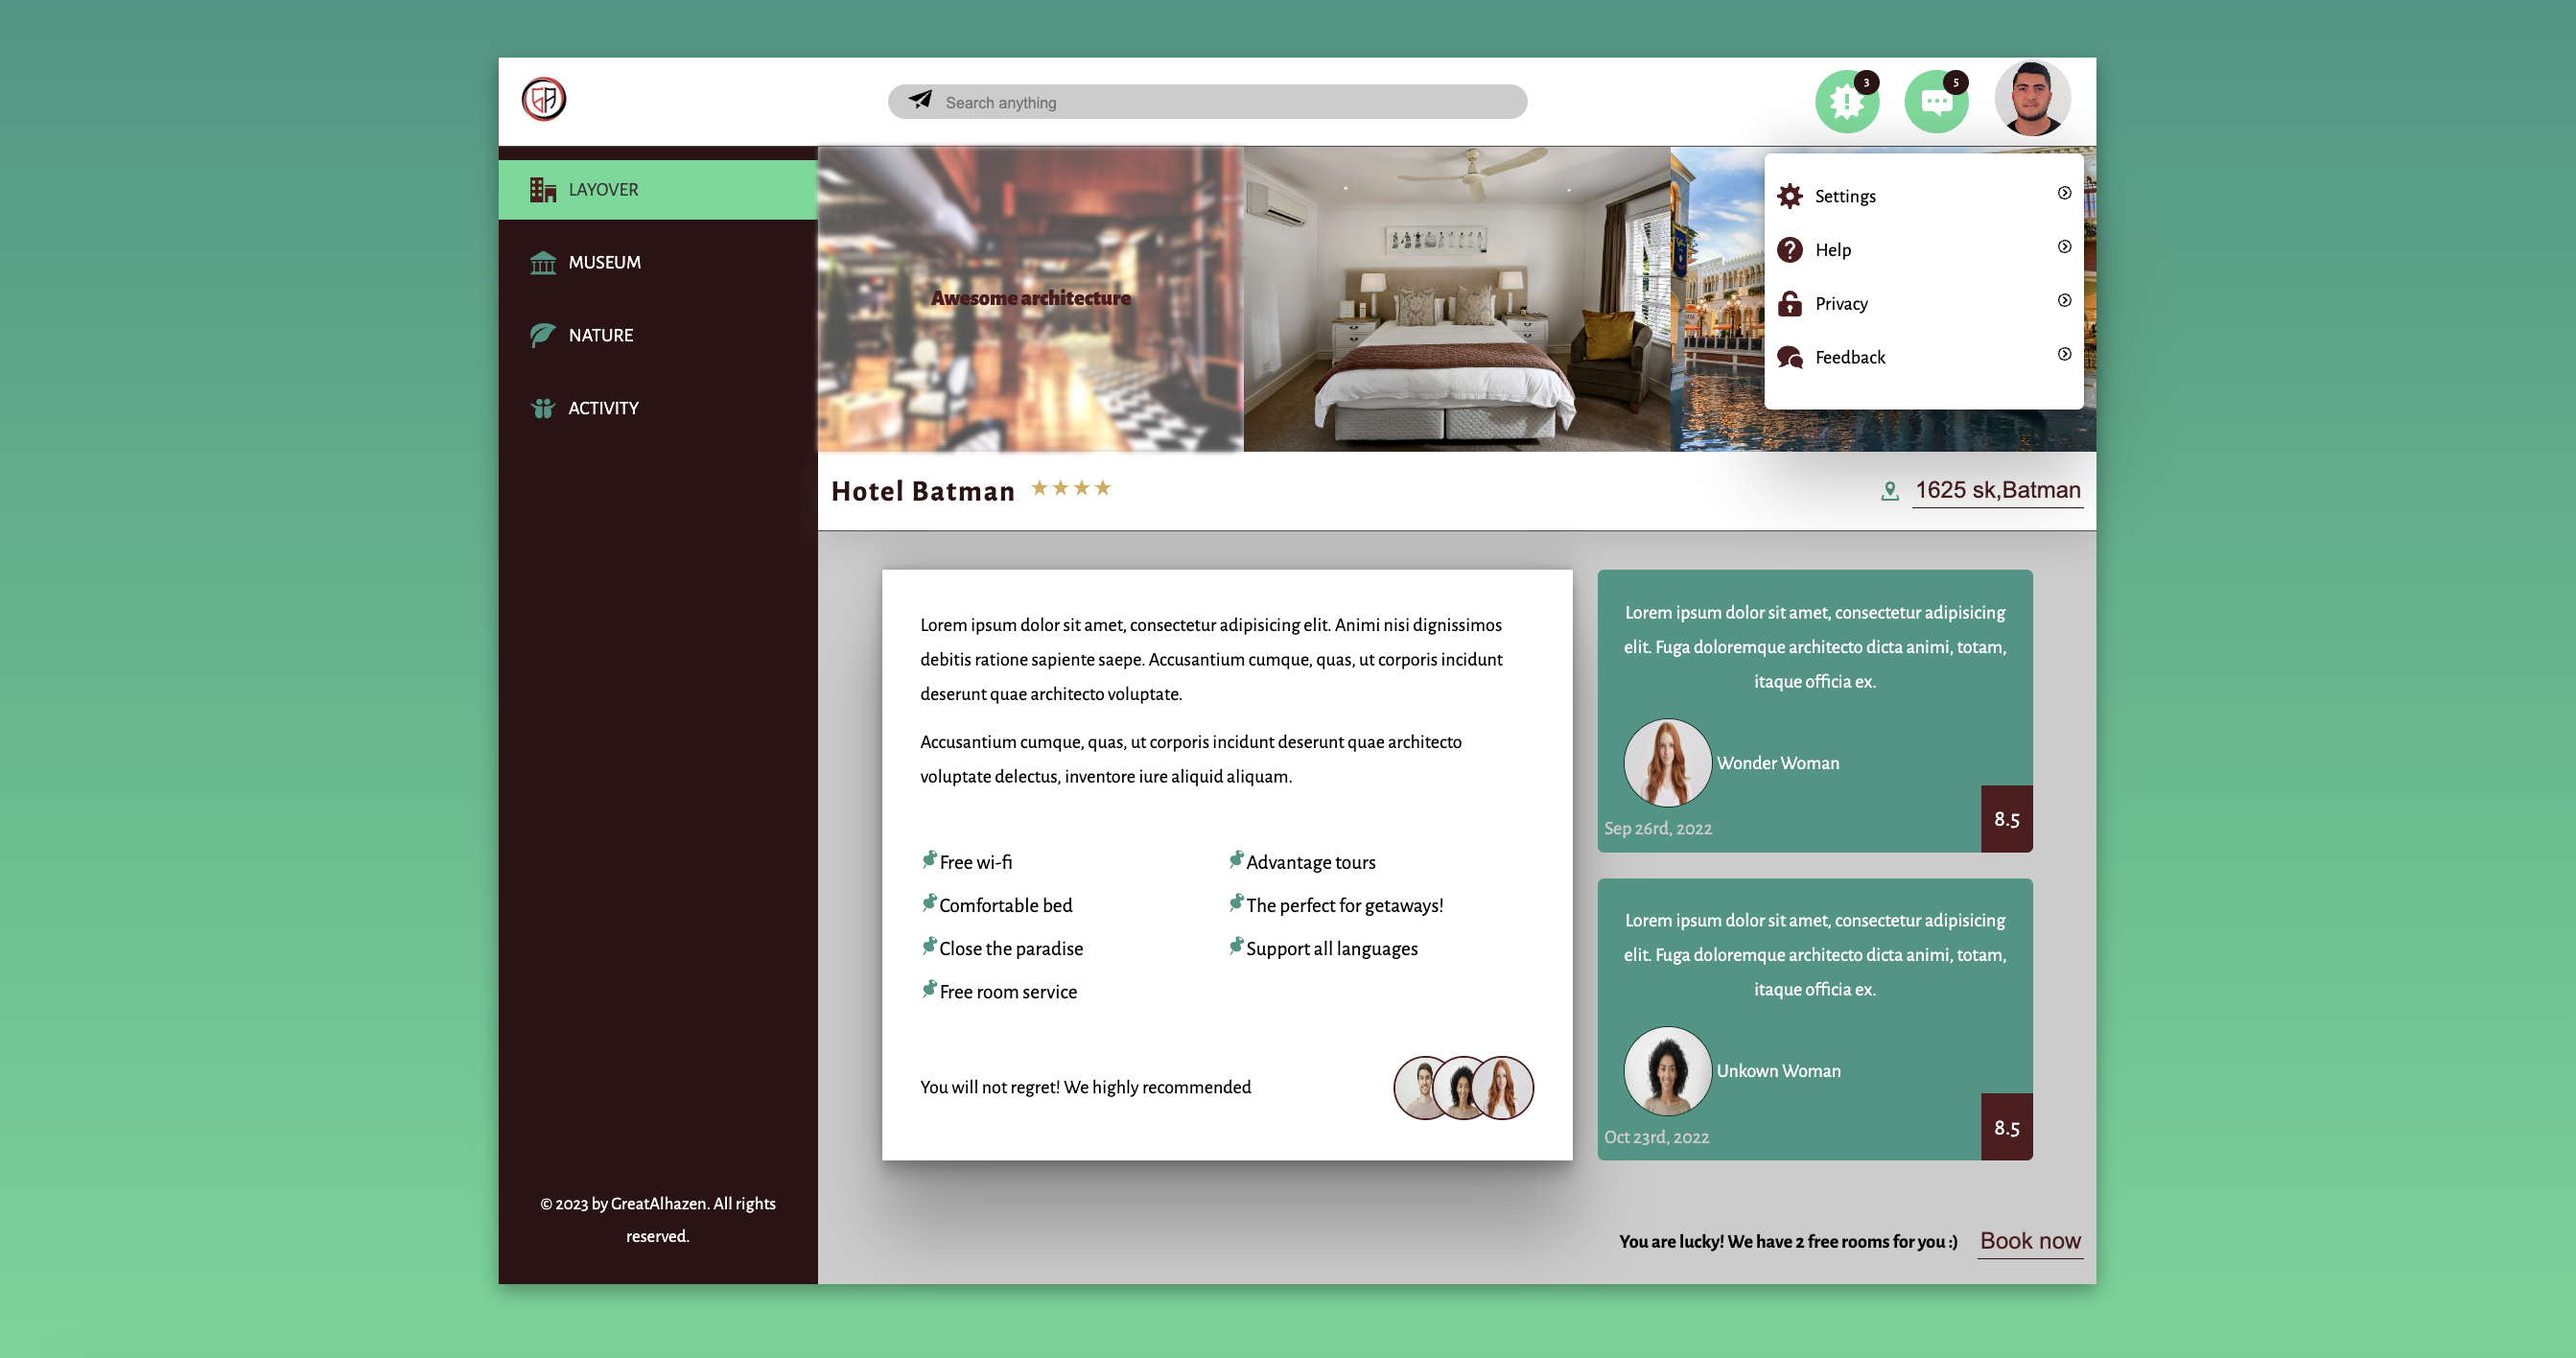 GA
Search anything
3
5
LAYOVER
MUSEUM
NATURE
ACTIVITY
Awesome architecture
Settings
Help
Privacy
Feedback
Hotel Batman
1625 sk,Batman
Lorem ipsum dolor sit amet, consectetur adipisicing elit. Animi nisi dignissimos
debitis ratione sapiente saepe. Accusantium cumque, quas, ut corporis incidunt
deserunt quae architecto voluptate.
Accusantium cumque, quas, ut corporis incidunt deserunt quae architecto
voluptate delectus, inventore iure aliquid aliquam.
Free wi-fi
Comfortable bed
Close the paradise
Free room service
Advantage tours
The perfect for getaways!
Support all languages
You will not regret! We highly recommended
Lorem ipsum dolor sit amet, consectetur adipisicing
elit. Fuga doloremque architecto dicta animi, totam,
itaque officia ex.
Wonder Woman
Sep 26rd, 2022
8.5
Lorem ipsum dolor sit amet, consectetur adipisicing
elit. Fuga doloremque architecto dicta animi, totam,
itaque officia ex.
Unkown Woman
Oct 23rd, 2022
8.5
© 2023 by GreatAlhazen. All rights
reserved.
You are lucky! We have 2 free rooms for you :)
Book now